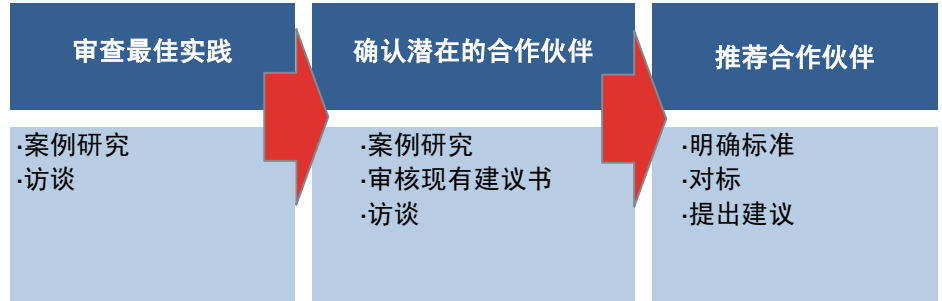 审查最佳实践
确认潜在的合作伙伴
推荐合作伙伴
·案例研究
·访谈
·案例研究
·审核现有建议书
·访谈
·明确标准
·对标
·提出建议